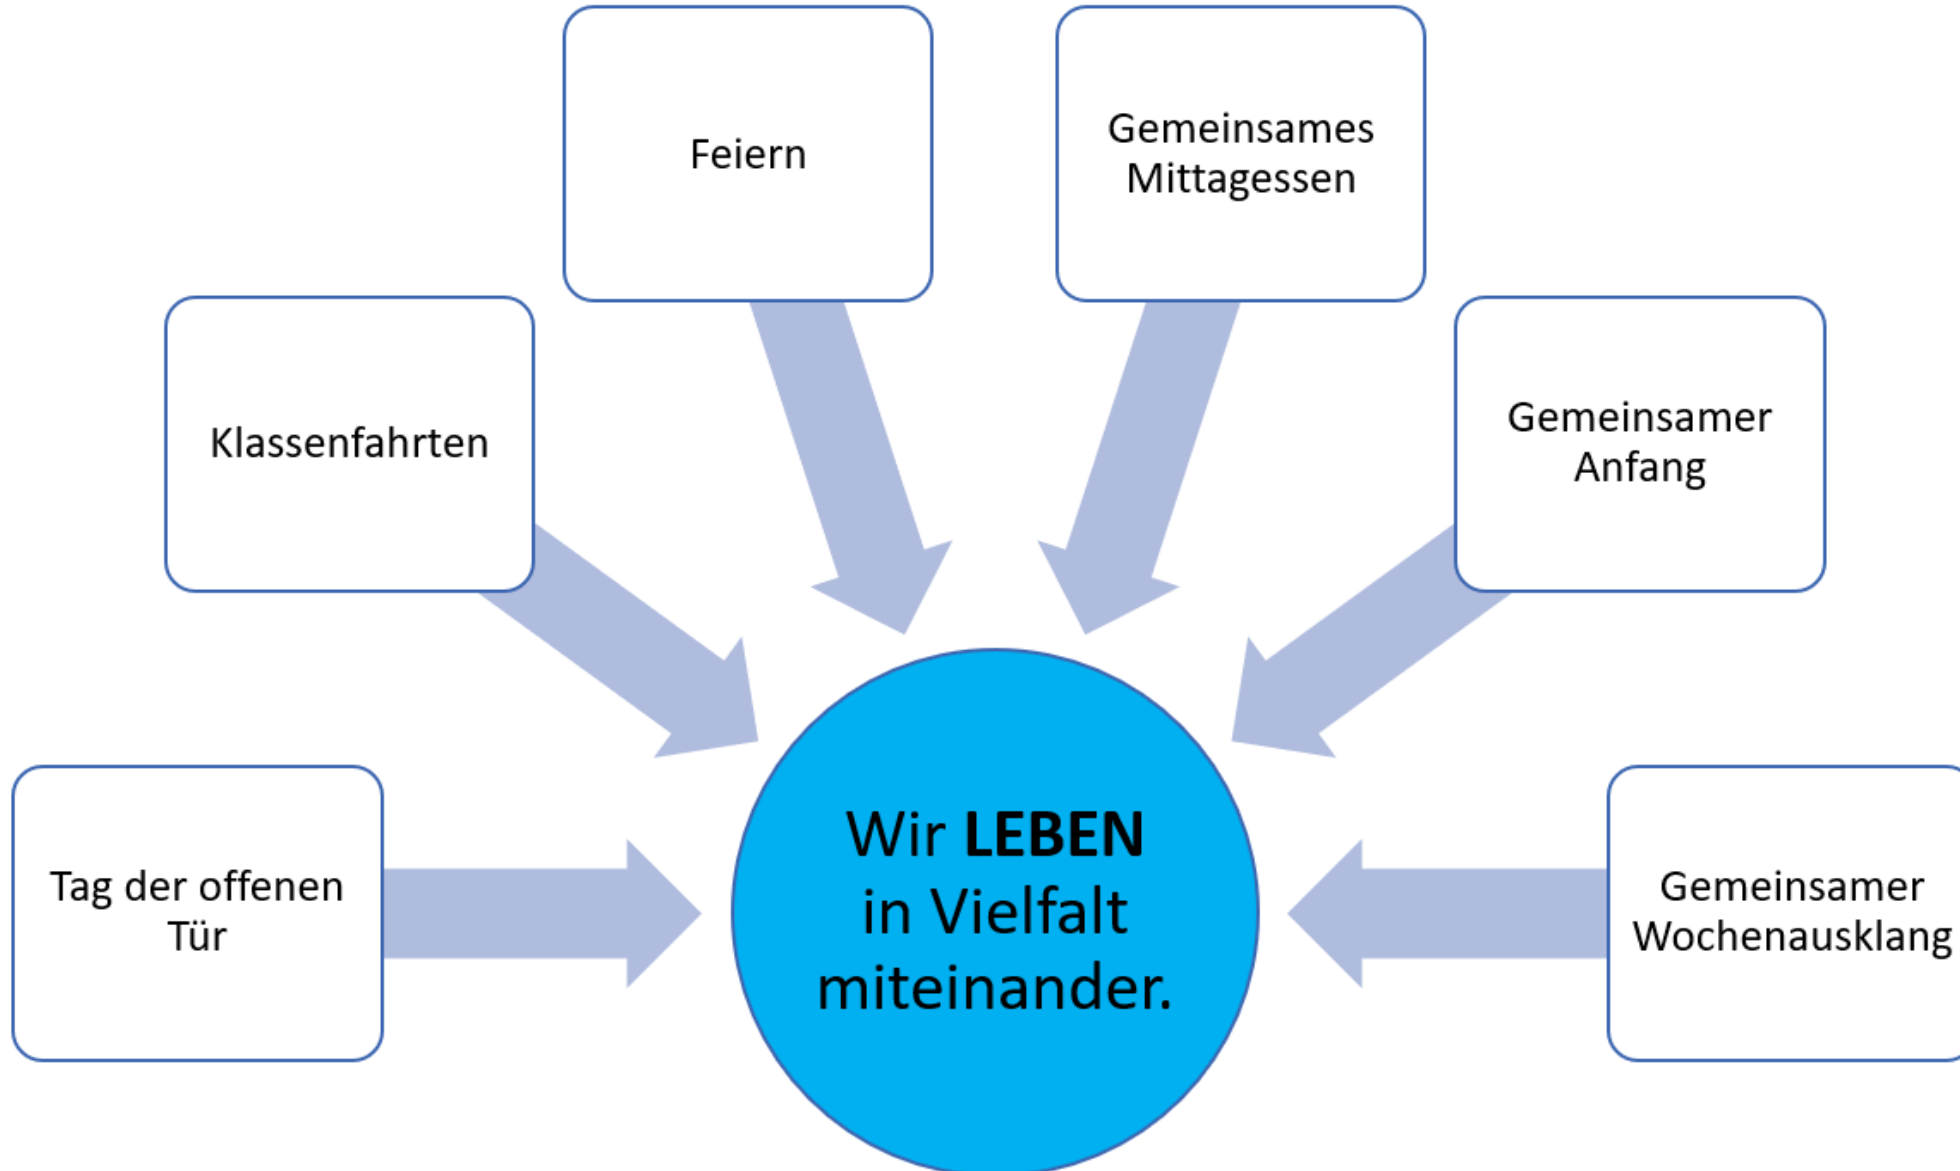 Feiern
Gemeinsames
Mittagessen
Klassenfahrten
Gemeinsamer
Anfang
Tag der offenen
Tür
Wir LEBEN
in Vielfalt
miteinander.
Gemeinsamer
Wochenausklang